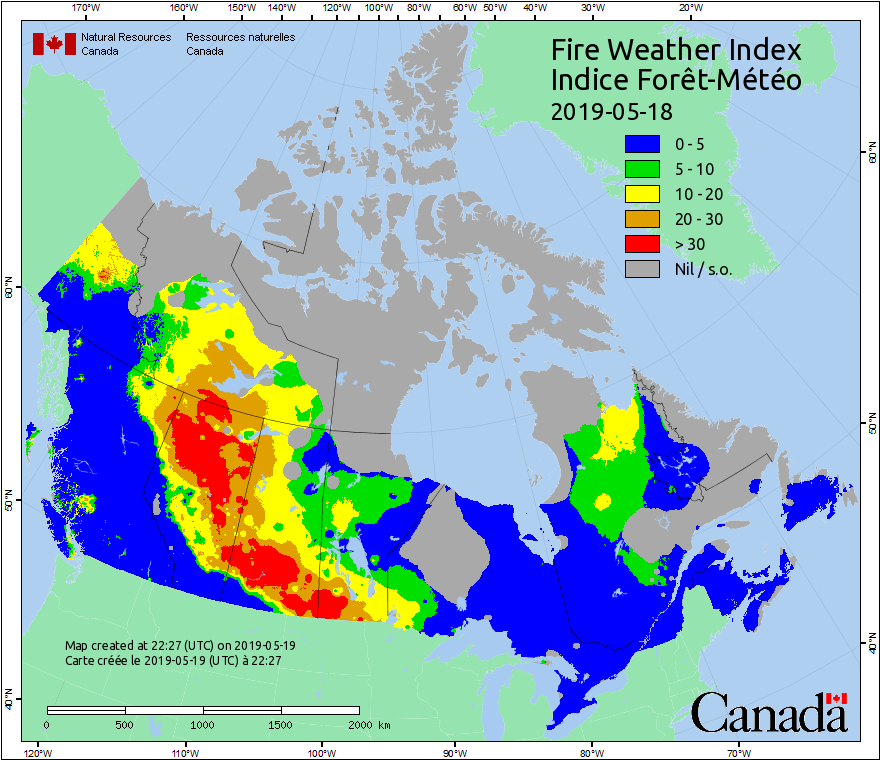 170°W 160°W 150°W 140°W 130°W 120°W 110°W 100°W 90°W 80°W 60°W 50°W 40°W 30°W 20°W
Natural Resources Ressources naturelles
Canada Canada
Fire Weather Index
Indice Forêt-Météo
2019-05-18
0 - 5
5 - 10
10 - 20
20 - 30
> 30
Nil / s.o.
60°N
60°N
50°N
50°N
40°N
40°N
Map created at 22:27 (UTC) on 2019-05-19
Carte créée le 2019-05-19 (UTC) à 22:27
0 500 1000 1500 2000 km
Canada
120°W 110°W 100°W 90°W 80°W 70°W